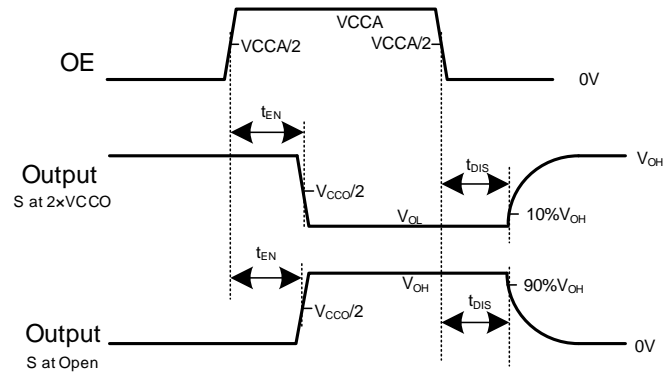 VCCA
VCCA/2
VCCA/2
OE
0V
tEN
tDIS
Output
S at 2×VCCO
VCCO/2
VOL
VOH
10%VOH
tEN
VOH
tDIS
90%VOH
VCCO/2
Output
S at Open
0V